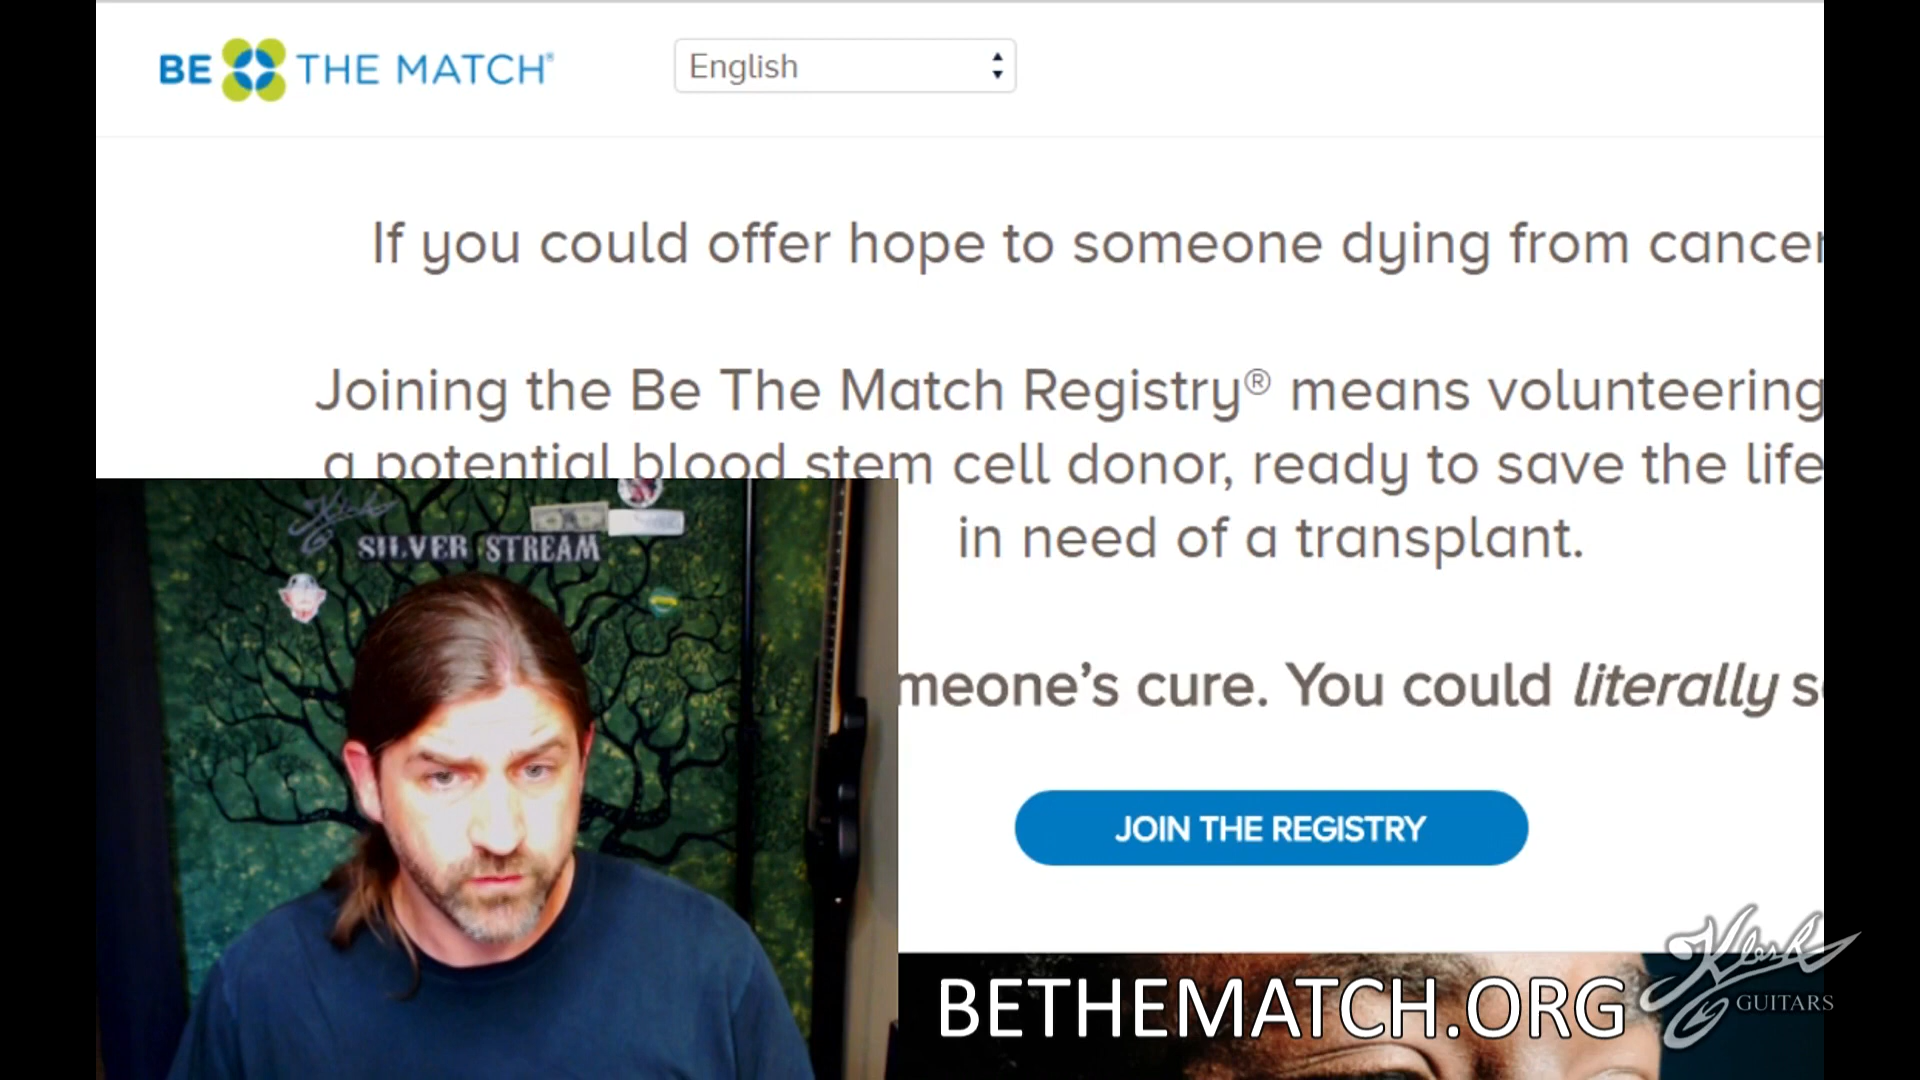 BE THE MATCH®
English
If you could offer hope to someone dying from cancer
Joining the Be The Match Registry® means volunteering
a potential blood stem cell donor, ready to save the life
in need of a transplant.
SILVER STREAM
meone's cure. You could literally s
JOIN THE REGISTRY
BETHEMATCH.ORG
Klerk
GUITARS